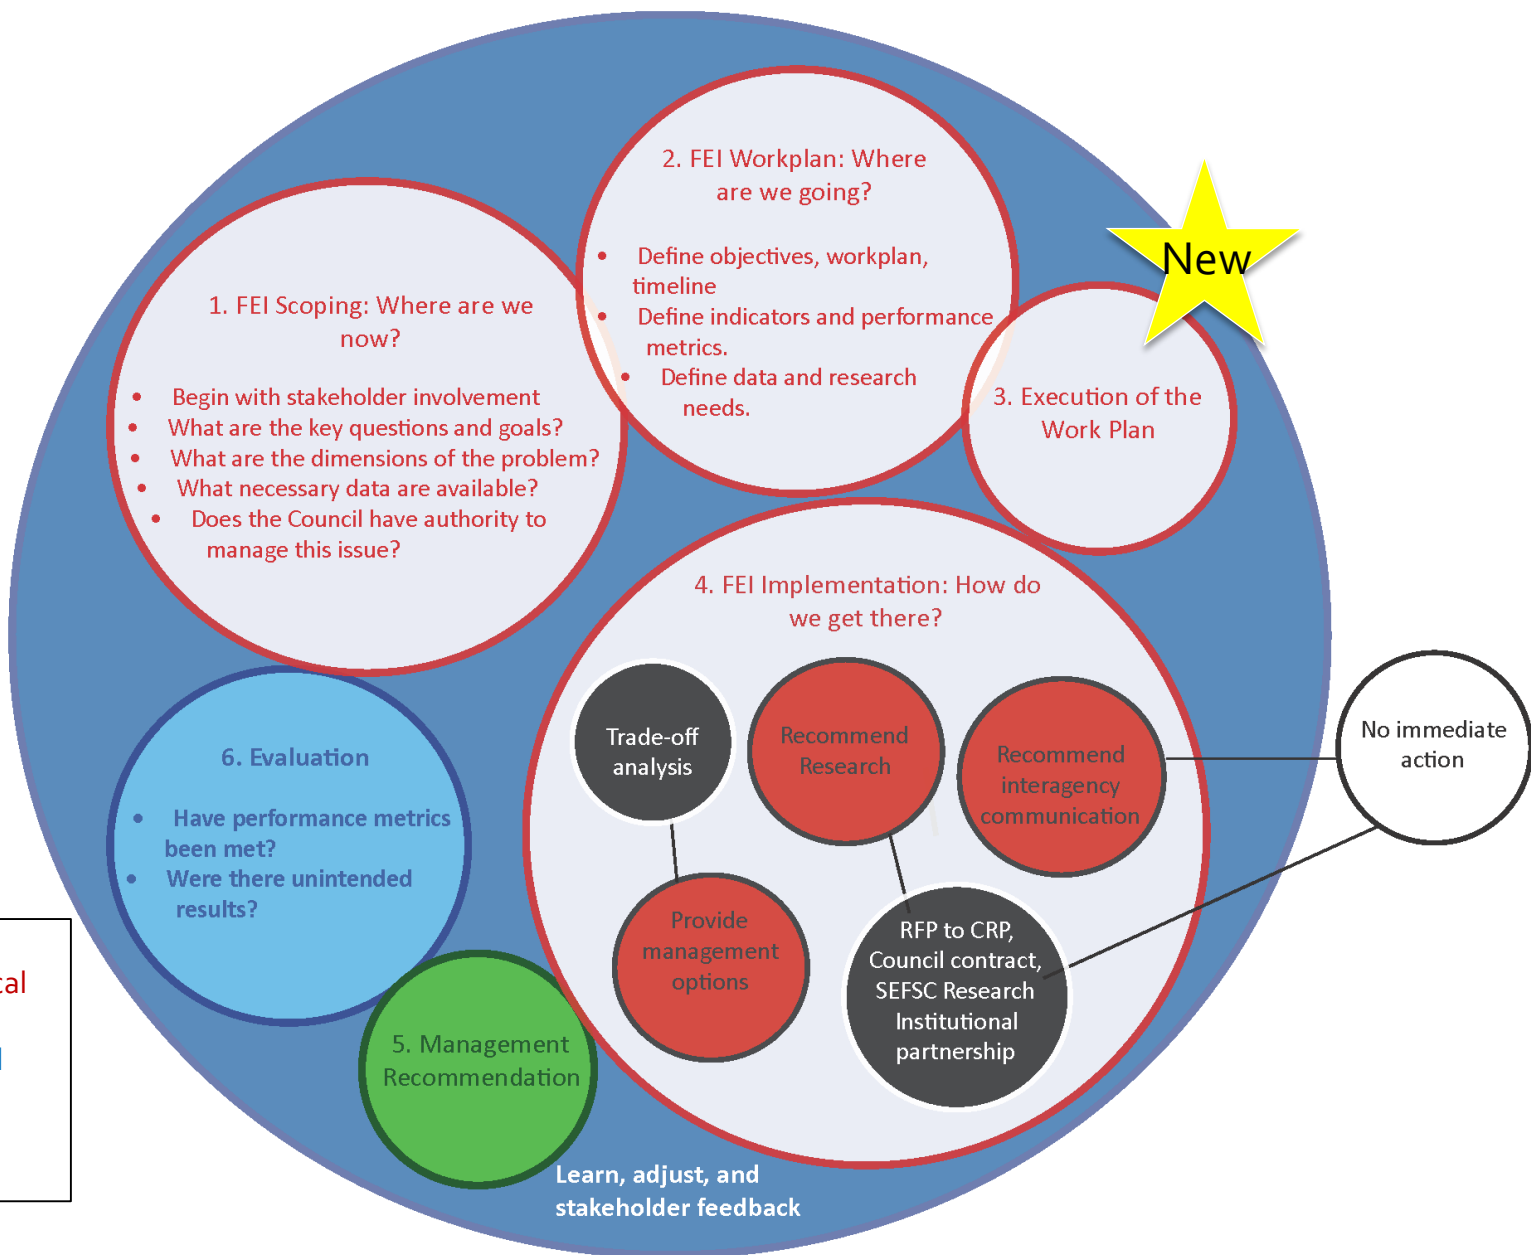 2. FEI Workplan: Where
are we going?
• Define objectives, workplan,
timeline
• Define indicators and performance
metrics.
• Define data and research
needs.
New
1. FEI Scoping: Where are we
now?
• Begin with stakeholder involvement
• What are the key questions and goals?
• What are the dimensions of the problem?
• What necessary data are available?
• Does the Council have authority to
manage this issue?
3. Execution of the
Work Plan
4. FEI Implementation: How do
we get there?
Trade-off
analysis
Recommend
Research
Recommend
interagency
communication
No immediate
action
Provide
management
options
RFP to CRP,
Council contract,
SEFSC Research
Institutional
partnership
6. Evaluation
• Have performance metrics
been met?
• Were there unintended
results?
5. Management
Recommendation
Learn, adjust, and
stakeholder feedback